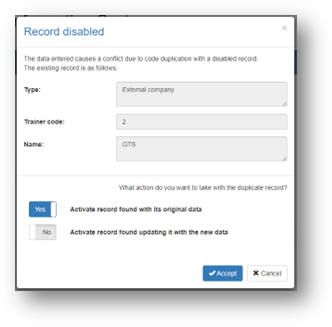 Record disabled
×
The data entered causes a conflict due to code duplication with a disabled record.
The existing record is as follows:
Type:
External company
Trainer code:
2
Name:
GTS
What action do you want to take with the duplicate record?
Yes
Activate record found with its original data
No
Activate record found updating it with the new data
✔Accept
✖ Cancel